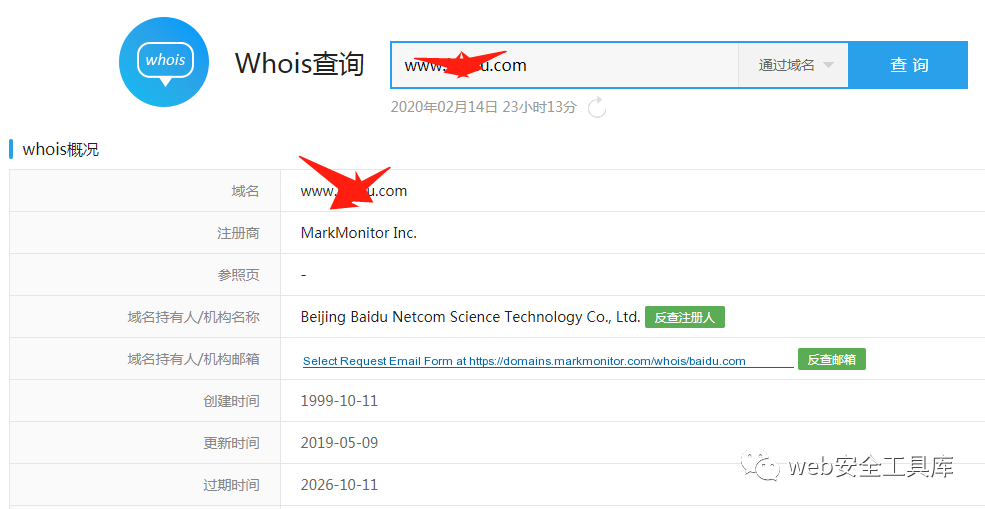 whois
Whois查询
www. u.com
通过域名
查 询
2020年02月14日 23小时13分
whois概况
域名
www. u.com
注册商
MarkMonitor Inc.
参照页
-
域名持有人/机构名称
Beijing Baidu Netcom Science Technology Co., Ltd.
反查注册人
域名持有人/机构邮箱
Select Request Email Form at https://domains.markmonitor.com/whois/baidu.com
反查邮箱
创建时间
1999-10-11
更新时间
2019-05-09
过期时间
2026-10-11
web安全工具库